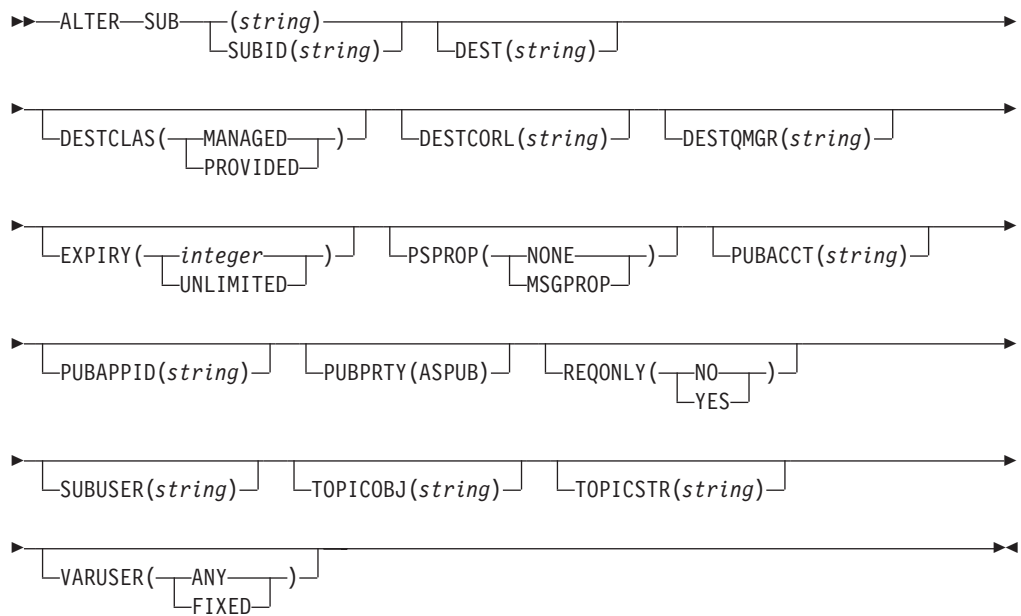 ALTER SUB (string) DEST(string)
SUBID(string)
DESTCLAS( MANAGED ) DESTCORL(string) DESTQMGR(string)
PROVIDED
EXPIRY( integer ) PSPROP( NONE ) PUBACCT(string)
UNLIMITED MSGPROP
PUBAPPID(string) PUBPRTY(ASPUB) REQONLY( NO )
YES
SUBUSER(string) TOPICOBJ(string) TOPICSTR(string)
VARUSER( ANY )
FIXED